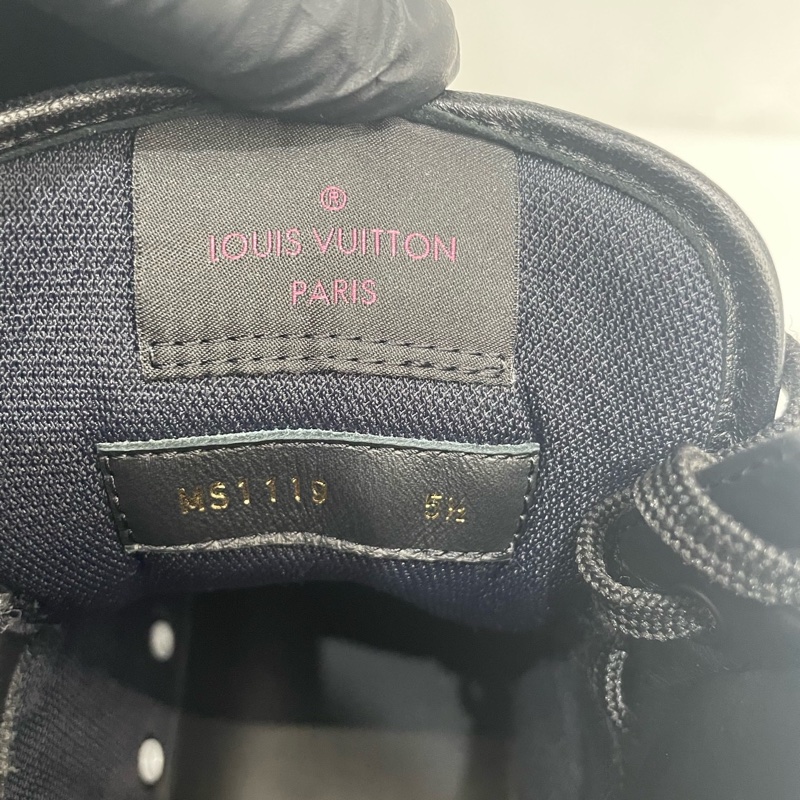 ®
LOUIS VUITTON
PARIS
MS1119 5½